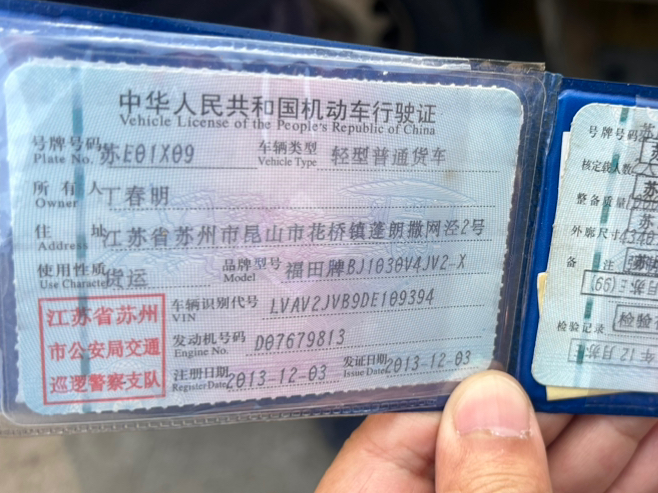 中华人民共和国机动车行驶证
Vehicle License of the People's Republic of China
号牌号码 苏E01X09 车辆类型 轻型普通货车
Plate No. Vehicle Type
所有人 丁春明
Owner
住址 江苏省苏州市昆山市花桥镇蓬朗撒网泾2号
Address
使用性质 货运 品牌型号 福田牌BJ1030V4JV2-X
Use Character Model
江苏省苏州
市公安局交通
巡逻警察支队
车辆识别代号 LVAV2JVB9DE109394
VIN
发动机号码 D07679813
Engine No.
注册日期 2013-12-03 发证日期 2013-12-03
Register Date Issue Date
号牌号码
核定载人数
整备质量
外廓尺寸
备注
检验记录